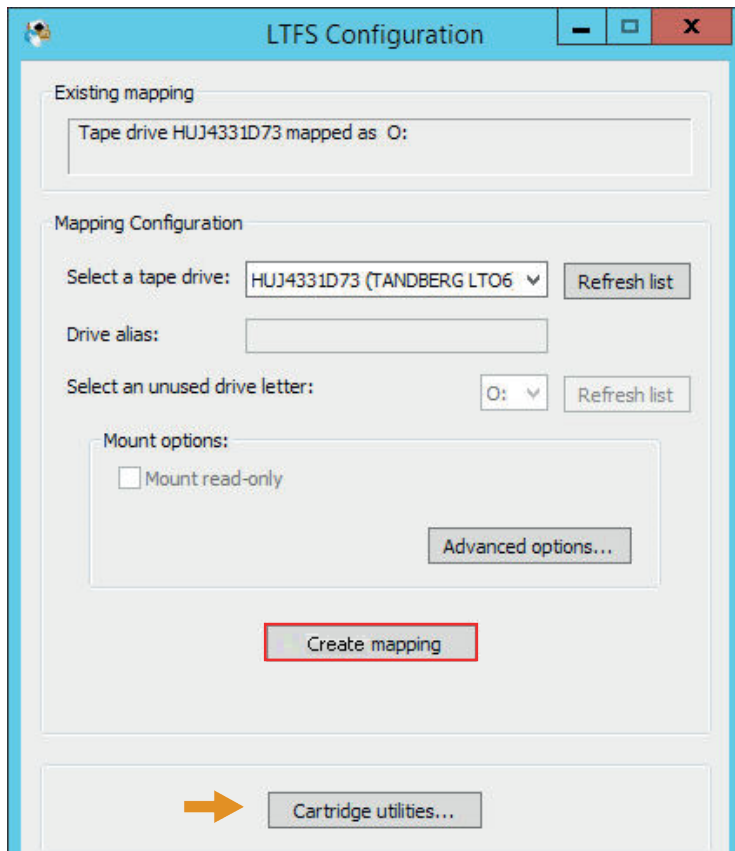 LTFS Configuration
Existing mapping
Tape drive HUJ4331D73 mapped as O:
Mapping Configuration
Select a tape drive: HUJ4331D73 (TANDBERG LTO6 Refresh list
Drive alias:
Select an unused drive letter: O: Refresh list
Mount options:
Mount read-only
Advanced options...
Create mapping
Cartridge utilities...